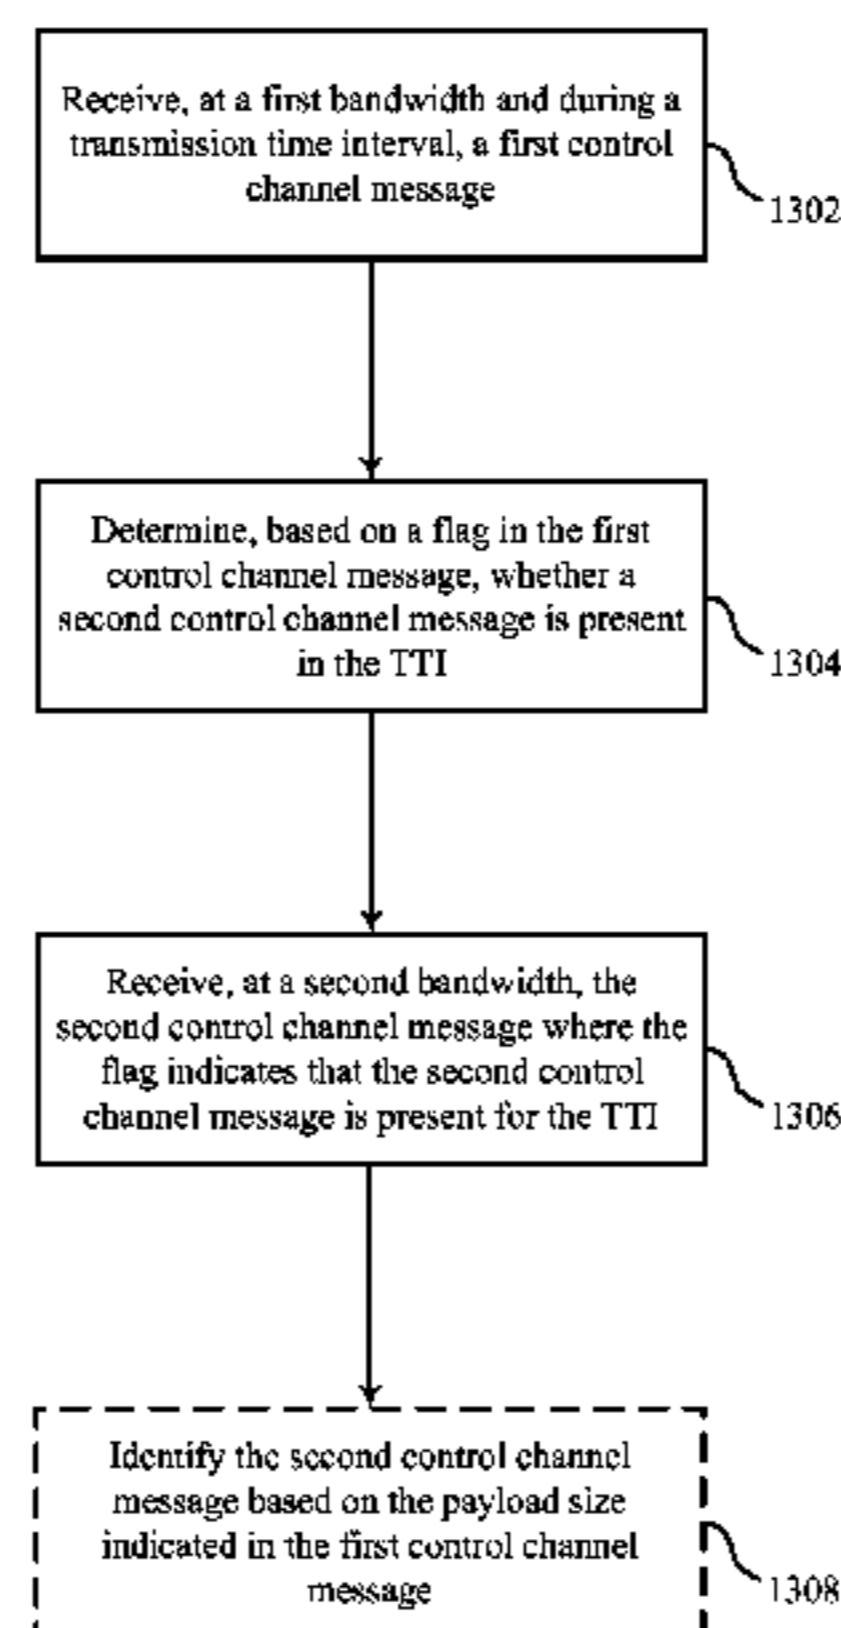 Receive, at a first bandwidth and during a
transmission time interval, a first control
channel message
1302
Determine, based on a flag in the first
control channel message, whether a
second control channel message is present
in the TTI
1304
Receive, at a second bandwidth, the
second control channel message where the
flag indicates that the second control
channel message is present for the TTI
1306
Identify the second control channel
message based on the payload size
indicated in the first control channel
message
1308